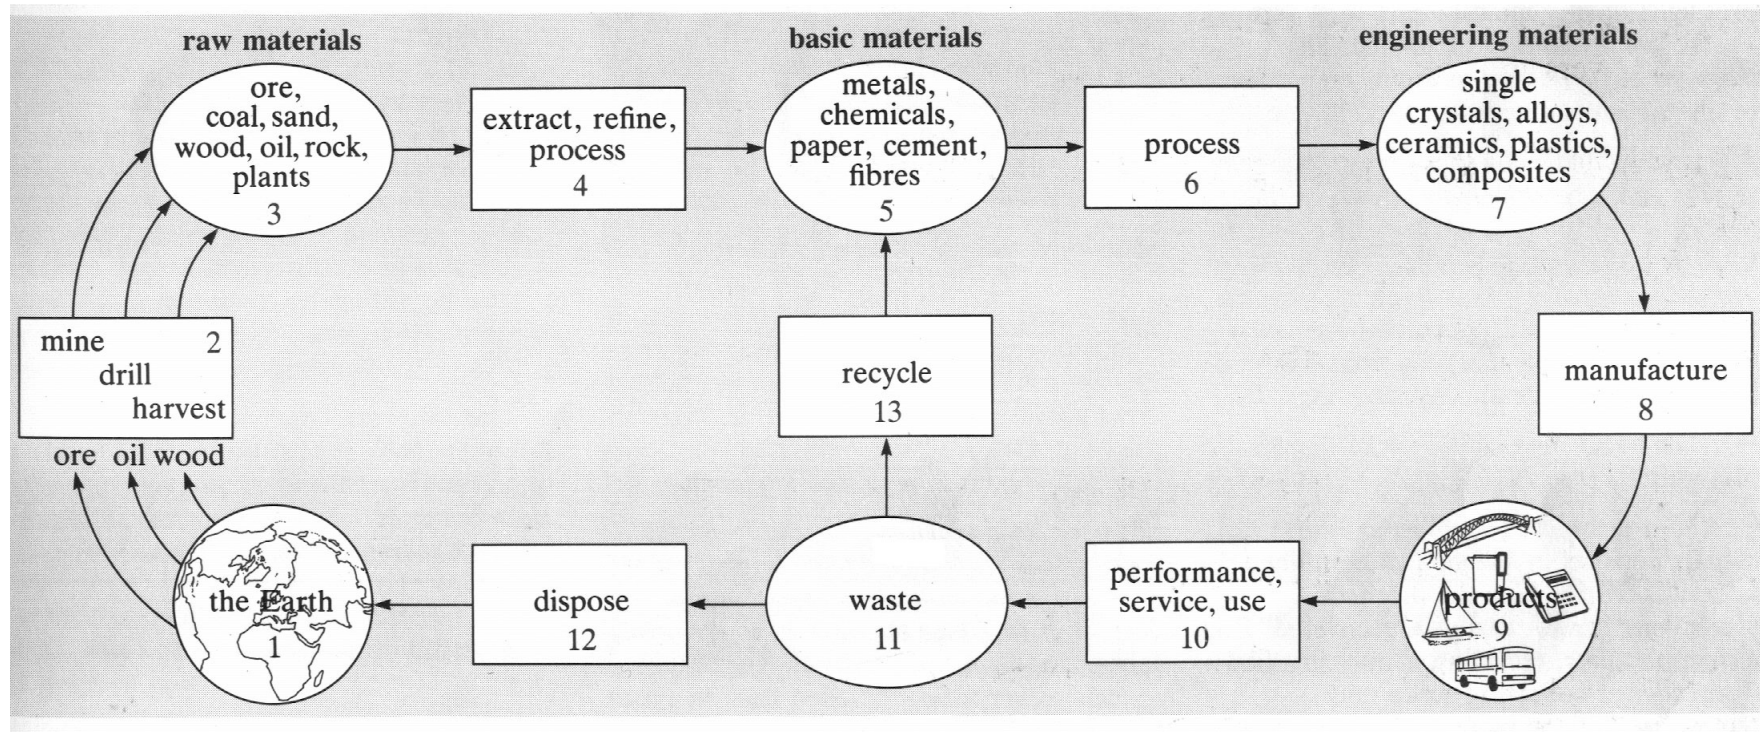 raw materials
ore,
coal, sand,
wood, oil, rock,
plants
3
extract, refine,
process
4
basic materials
metals,
chemicals,
paper, cement,
fibres
5
process
6
engineering materials
single
crystals, alloys,
ceramics, plastics,
composites
7
mine 2
drill
harvest
ore oil wood
recycle
13
manufacture
8
the Earth
1
dispose
12
waste
11
performance,
service, use
10
products
9